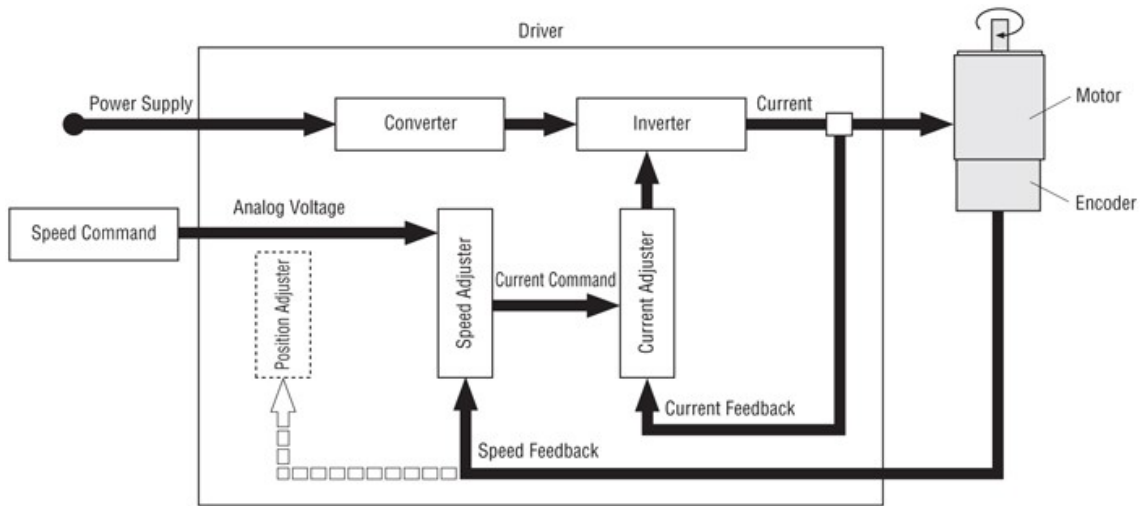 Driver
Power Supply
Converter
Inverter
Current
Motor
Encoder
Speed Command
Analog Voltage
Position Adjuster
Speed Adjuster
Current Command
Current Adjuster
Current Feedback
Speed Feedback